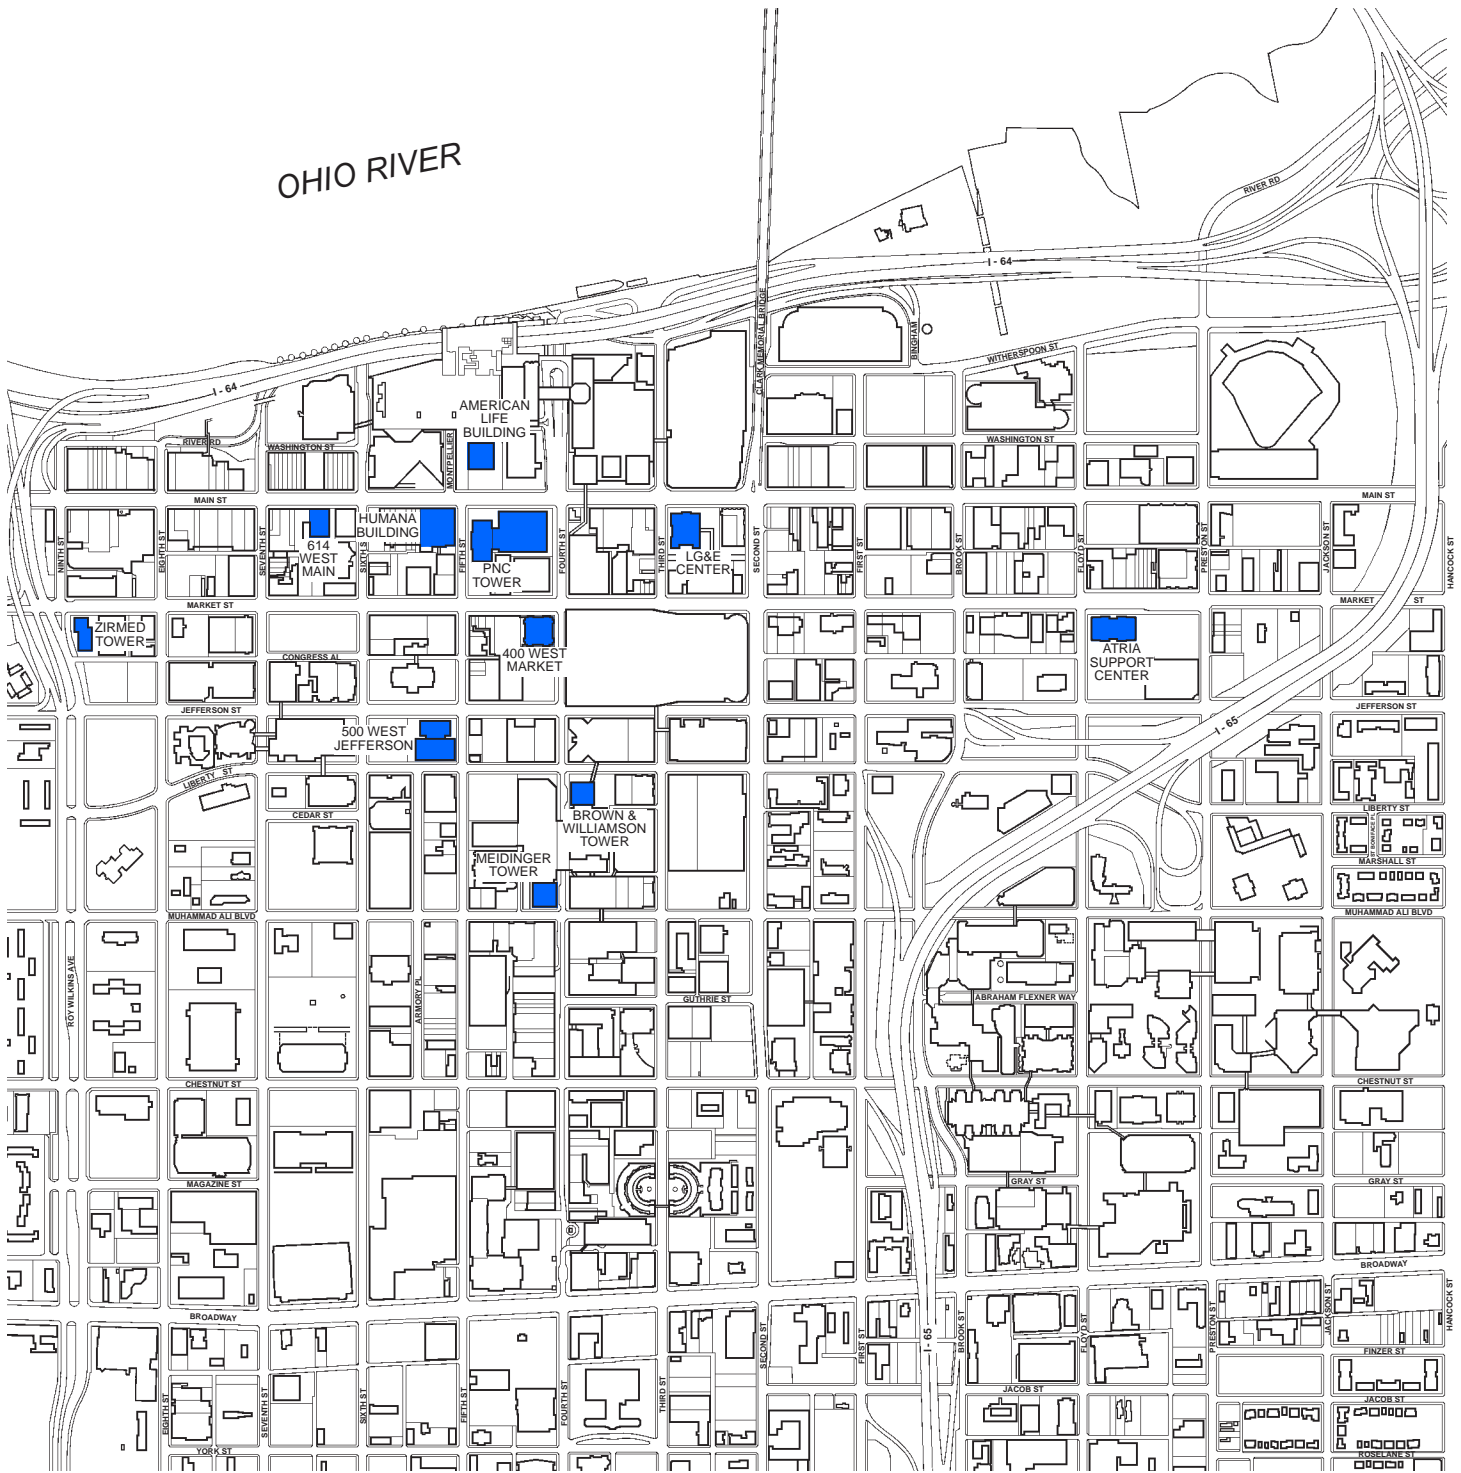 OHIO RIVER
RIVER RD
I - 64
CLARK MEMORIAL BRIDGE
BINGHAM
WITHERSPOON ST
I - 64
AMERICAN
LIFE
BUILDING
RIVER RD
WASHINGTON ST
MONTPELIER
WASHINGTON ST
MAIN ST
MAIN ST
NINTH ST
EIGHTH ST
SEVENTH ST
614
WEST
MAIN
SIXTH S
HUMANA
BUILDING
FIFTH ST
PNC
TOWER
FOURTH ST
THIRD ST
LG&E
CENTER
SECOND ST
FIRST ST
BROOK ST
FLOYD ST
PRESTON ST
JACKSON ST
HANCOCK ST
MARKET ST
MARKET ST
ZIRMED
TOWER
CONGRESS AL
400 WEST
MARKET
ATRIA
SUPPORT
CENTER
JEFFERSON ST
JEFFERSON ST
500 WEST
JEFFERSON
I - 65
LIBERTY ST
LIBERTY ST
CEDAR ST
BROWN &
WILLIAMSON
TOWER
ST BONIFACE PL
MEIDINGER
TOWER
MARSHALL ST
MUHAMMAD ALI BLVD
MUHAMMAD ALI BLVD
ROY WILKINS AVE
ARMORY PL
GUTHRIE ST
ABRAHAM FLEXNER WAY
CHESTNUT ST
CHESTNUT ST
MAGAZINE ST
GRAY ST
GRAY ST
BROADWAY
BROADWAY
I - 65
SECOND ST
FIRST ST
BROOK ST
FLOYD ST
PRESTON ST
JACKSON ST
HANCOCK ST
FINZER ST
EIGHTH ST
SEVENTH ST
SIXTH ST
FIFTH ST
FOURTH ST
THIRD ST
JACOB ST
JACOB ST
YORK ST
ROSELANE ST